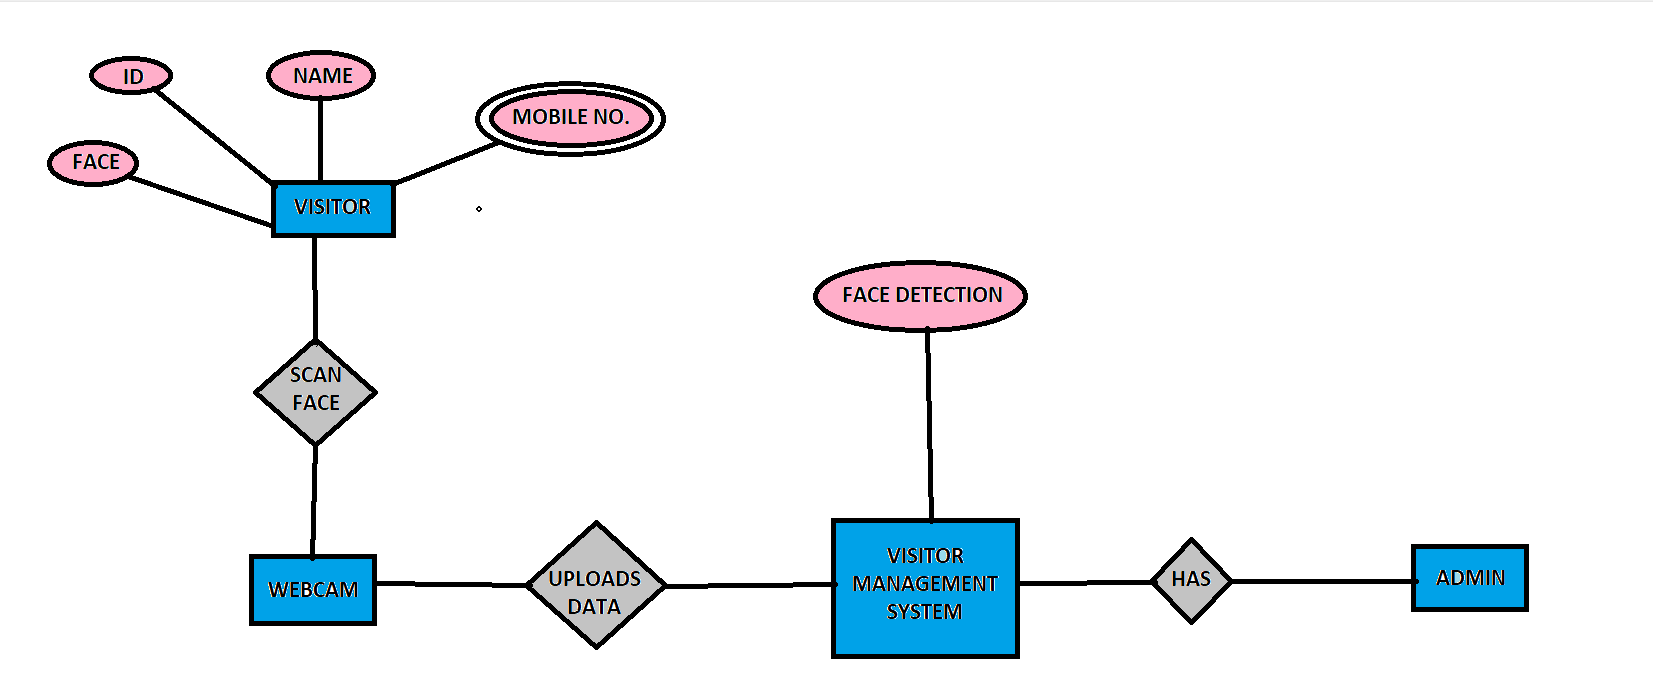 ID
NAME
MOBILE NO.
FACE
VISITOR
FACE DETECTION
SCAN
FACE
WEBCAM
UPLOADS
DATA
VISITOR
MANAGEMENT
SYSTEM
HAS
ADMIN